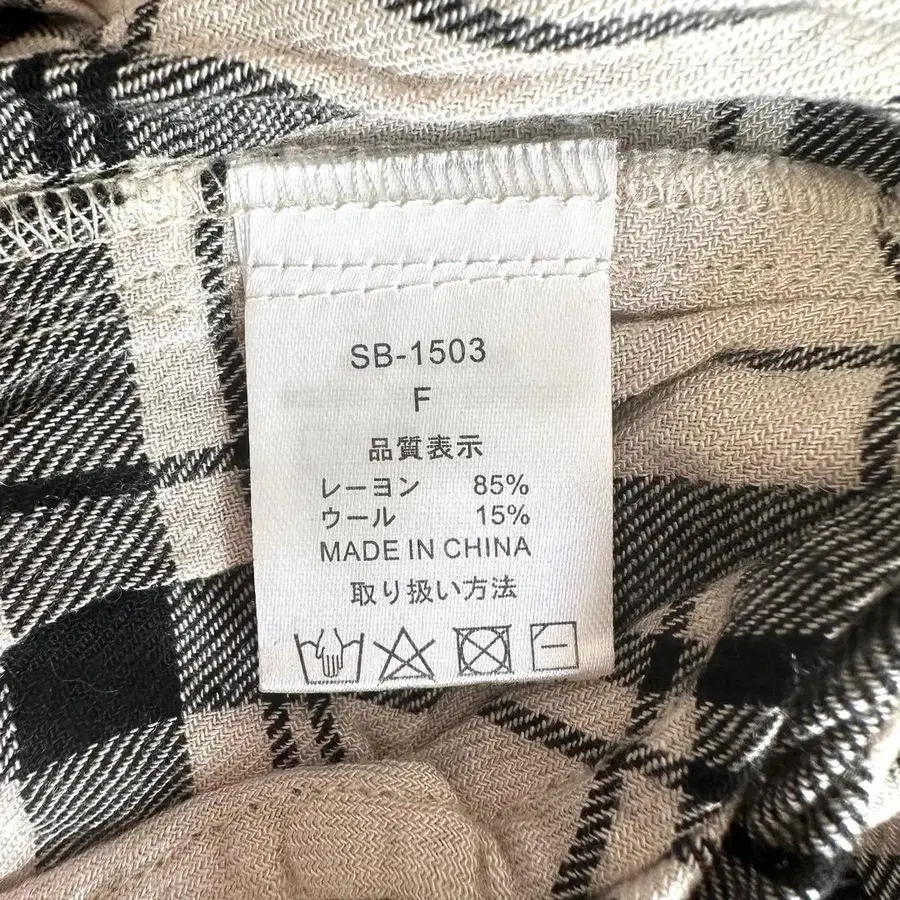 SB-1503
F
品質表示
レーヨン 85%
ウール 15%
MADE IN CHINA
取り扱い方法